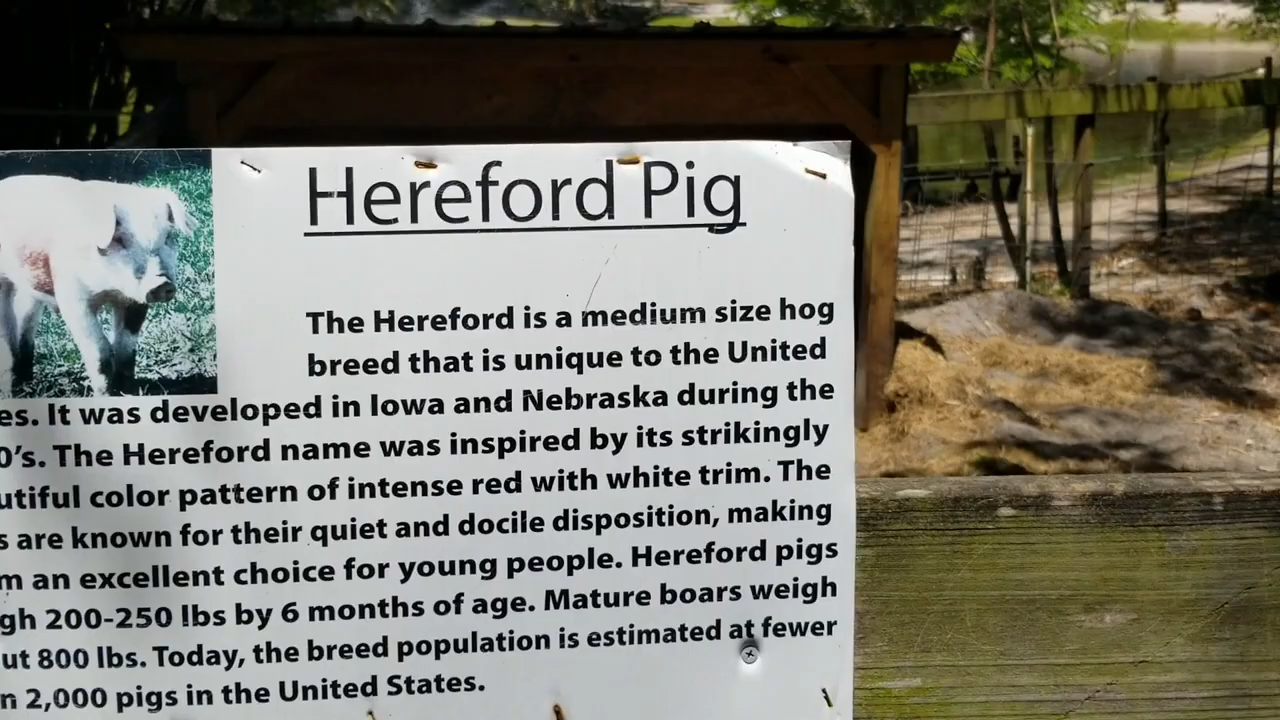 Hereford Pig
The Hereford is a medium size hog
breed that is unique to the United
es. It was developed in Iowa and Nebraska during the
0's. The Hereford name was inspired by its strikingly
utiful color pattern of intense red with white trim. The
s are known for their quiet and docile disposition, making
m an excellent choice for young people. Hereford pigs
gh 200-250 lbs by 6 months of age. Mature boars weigh
ut 800 lbs. Today, the breed population is estimated at fewer
n 2,000 pigs in the United States.